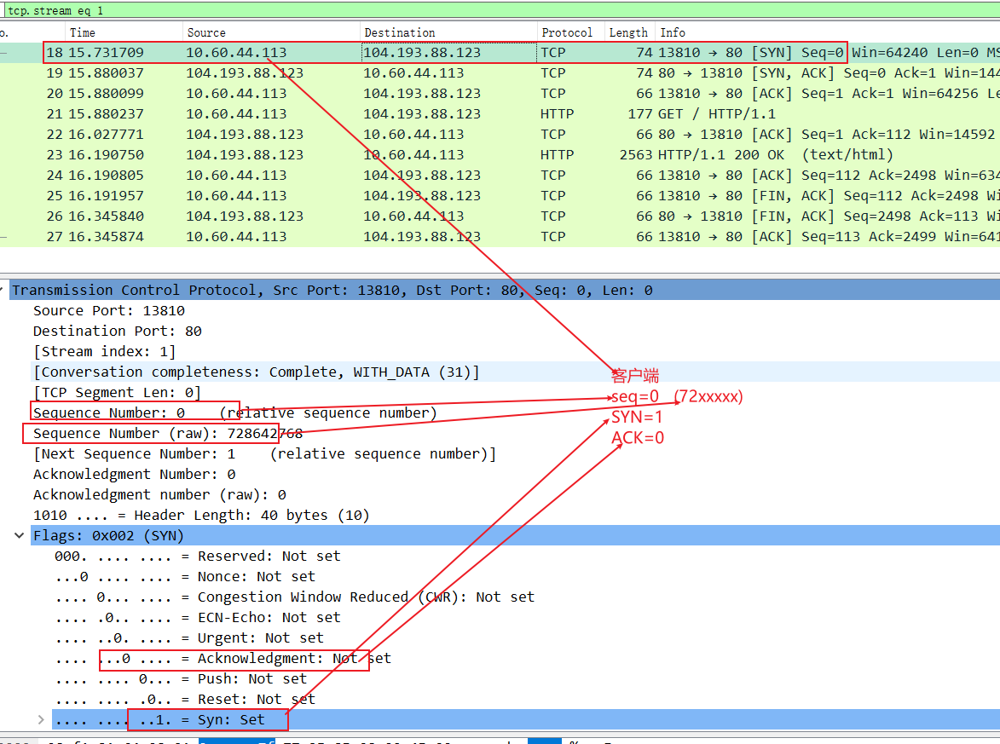 tcp.stream eq 1
o. Time Source Destination Protocol Length Info
18 15.731709 10.60.44.113 104.193.88.123 TCP 74 13810 → 80 [SYN] Seq=0 Win=64240 Len=0 MS
19 15.880037 104.193.88.123 10.60.44.113 TCP 74 80 → 13810 [SYN, ACK] Seq=0 Ack=1 Win=144
20 15.880099 10.60.44.113 104.193.88.123 TCP 66 13810 → 80 [ACK] Seq=1 Ack=1 Win=64256 Le
21 15.880237 10.60.44.113 104.193.88.123 HTTP 177 GET / HTTP/1.1
22 16.027771 104.193.88.123 10.60.44.113 TCP 66 80 → 13810 [ACK] Seq=1 Ack=112 Win=14592
23 16.190750 104.193.88.123 10.60.44.113 HTTP 2563 HTTP/1.1 200 OK (text/html)
24 16.190805 10.60.44.113 104.193.88.123 TCP 66 13810 → 80 [ACK] Seq=112 Ack=2498 Win=634
25 16.191957 10.60.44.113 104.193.88.123 TCP 66 13810 → 80 [FIN, ACK] Seq=112 Ack=2498 Wi
26 16.345840 104.193.88.123 10.60.44.113 TCP 66 80 → 13810 [FIN, ACK] Seq=2498 Ack=113 Wi
27 16.345874 10.60.44.113 104.193.88.123 TCP 66 13810 → 80 [ACK] Seq=113 Ack=2499 Win=641
Transmission Control Protocol, Src Port: 13810, Dst Port: 80, Seq: 0, Len: 0
Source Port: 13810
Destination Port: 80
[Stream index: 1]
[Conversation completeness: Complete, WITH_DATA (31)]
客户端
[TCP Segment Len: 0]
seq=0 (72xxxxx)
Sequence Number: 0 (relative sequence number)
SYN=1
Sequence Number (raw): 728642768
ACK=0
[Next Sequence Number: 1 (relative sequence number)]
Acknowledgment Number: 0
Acknowledgment number (raw): 0
1010 .... = Header Length: 40 bytes (10)
Flags: 0x002 (SYN)
000. .... .... = Reserved: Not set
...0 .... .... = Nonce: Not set
.... 0... .... = Congestion Window Reduced (CWR): Not set
.... .0.. .... = ECN-Echo: Not set
.... ..0. .... = Urgent: Not set
.... ...0 .... = Acknowledgment: Not set
.... .... 0... = Push: Not set
.... .... .0.. = Reset: Not set
.... .... ..1. = Syn: Set